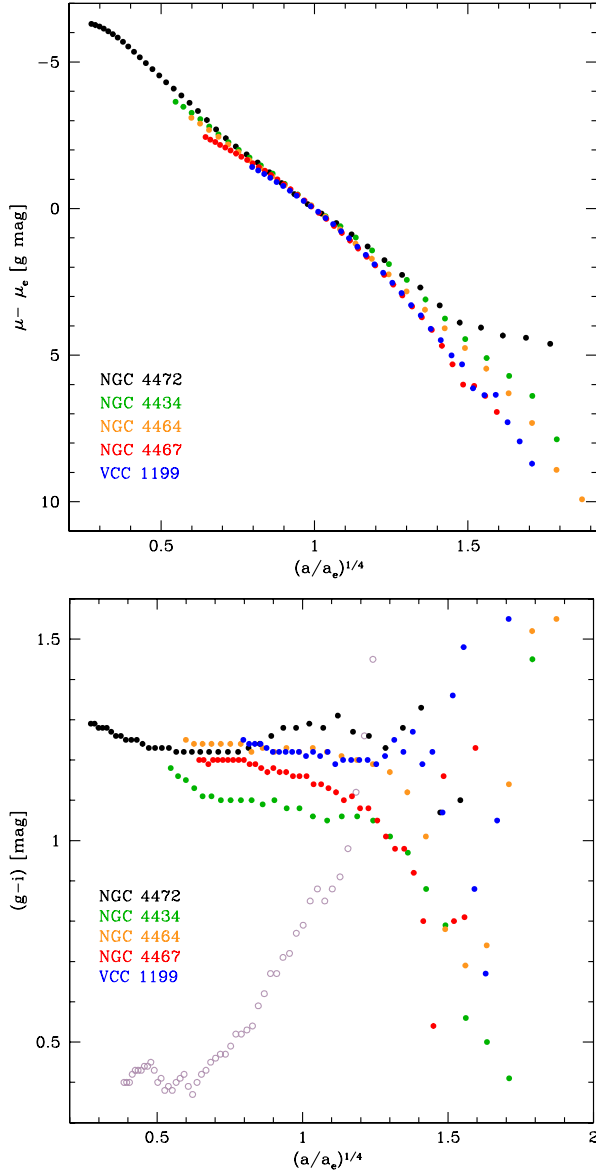 -5
0
5
10
μ− μe [g mag]
NGC 4472
NGC 4434
NGC 4464
NGC 4467
VCC 1199
0.5 1 1.5
(a/ae)1/4
1.5
1
0.5
(g−i) [mag]
NGC 4472
NGC 4434
NGC 4464
NGC 4467
VCC 1199
0.5 1 1.5 2
(a/ae)1/4